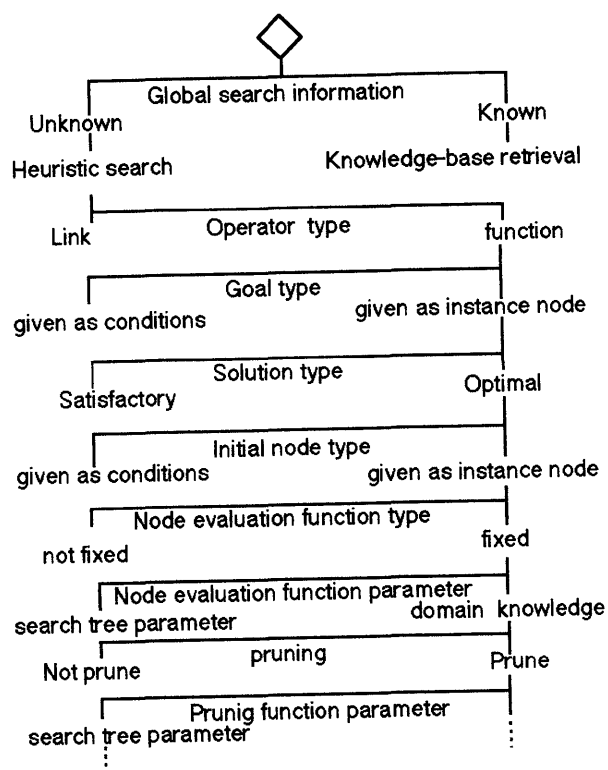 Global search information
Unknown
Known
Heuristic search
Knowledge-base retrieval
Link
Operator type
function
Goal type
given as conditions
given as instance node
Solution type
Satisfactory
Optimal
Initial node type
given as conditions
given as instance node
Node evaluation function type
not fixed
fixed
Node evaluation function parameter
search tree parameter
domain knowledge
pruning
Not prune
Prune
Prunig function parameter
search tree parameter